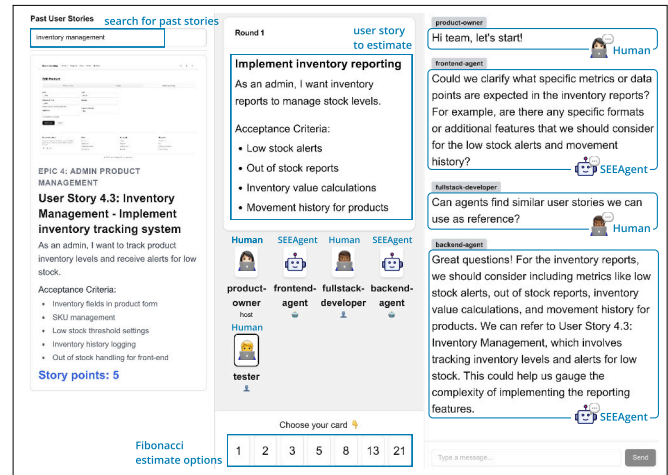 Past User Stories
search for past stories
inventory management
Edit Product
EPIC 4: ADMIN PRODUCT
MANAGEMENT
User Story 4.3: Inventory
Management - Implement
inventory tracking system
As an admin, I want to track product
inventory levels and receive alerts for low
stock.
Acceptance Criteria:
• Inventory fields in product form
• SKU management
• Low stock threshold settings
• Inventory history logging
• Out of stock handling for front-end
Story points: 5
Round 1
user story
to estimate
Implement inventory reporting
As an admin, I want inventory
reports to manage stock levels.
Acceptance Criteria:
• Low stock alerts
• Out of stock reports
• Inventory value calculations
• Movement history for products
Human SEEAgent Human SEEAgent
product-owner
host
frontend-agent
fullstack-developer
backend-agent
Human
tester
Choose your card 👇
Fibonacci
estimate options
1 2 3 5 8 13 21
product-owner
Hi team, let's start!
Human
frontend-agent
Could we clarify what specific metrics or data
points are expected in the inventory reports?
For example, are there any specific formats
or additional features that we should consider
for the low stock alerts and movement
history?
SEEAgent
fullstack-developer
Can agents find similar user stories we can
use as reference?
Human
backend-agent
Great questions! For the inventory reports,
we should consider including metrics like low
stock alerts, out of stock reports, inventory
value calculations, and movement history for
products. We can refer to User Story 4.3:
Inventory Management, which involves
tracking inventory levels and alerts for low
stock. This could help us gauge the
complexity of implementing the reporting
features.
SEEAgent
Type a message...
Send